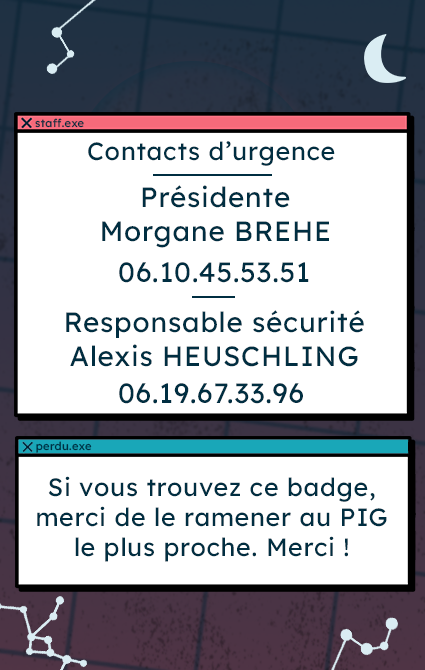 staff.exe
Contacts d'urgence
Présidente
Morgane BREHE
06.10.45.53.51
Responsable sécurité
Alexis HEUSCHLING
06.19.67.33.96
perdu.exe
Si vous trouvez ce badge,
merci de le ramener au PIG
le plus proche. Merci !